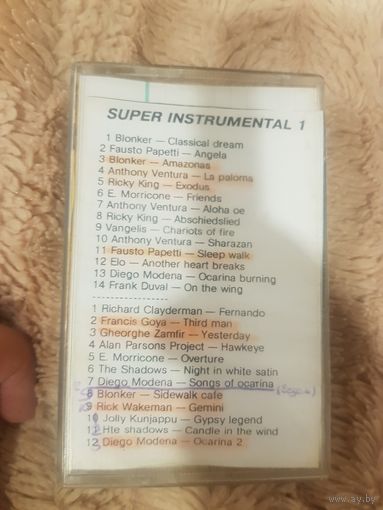 SUPER INSTRUMENTAL 1
1 Blonker — Classical dream
2 Fausto Papetti — Angela
3 Blonker — Amazonas
4 Anthony Ventura — La paloma
5 Ricky King — Exodus
6 E. Morricone — Friends
7 Anthony Ventura — Aloha oe
8 Ricky King — Abschiedslied
9 Vangelis — Chariots of fire
10 Anthony Ventura — Sharazan
11 Fausto Papetti — Sleep walk
12 Elo — Another heart breaks
13 Diego Modena — Ocarina burning
14 Frank Duval — On the wing
----------------
1 Richard Clayderman — Fernando
2 Francis Goya — Third man
3 Gheorghe Zamfir — Yesterday
4 Alan Parsons Project — Hawkeye
5 E. Morricone — Overture
6 The Shadows — Night in white satin
7 Diego Modena — Songs of ocarina
8 Blonker — Sidewalk cafe
9 Rick Wakeman — Gemini
10 Jolly Kunjappu — Gypsy legend
11 Hte shadows — Candle in the wind
12 Diego Modena — Ocarina 2
www.ay.by